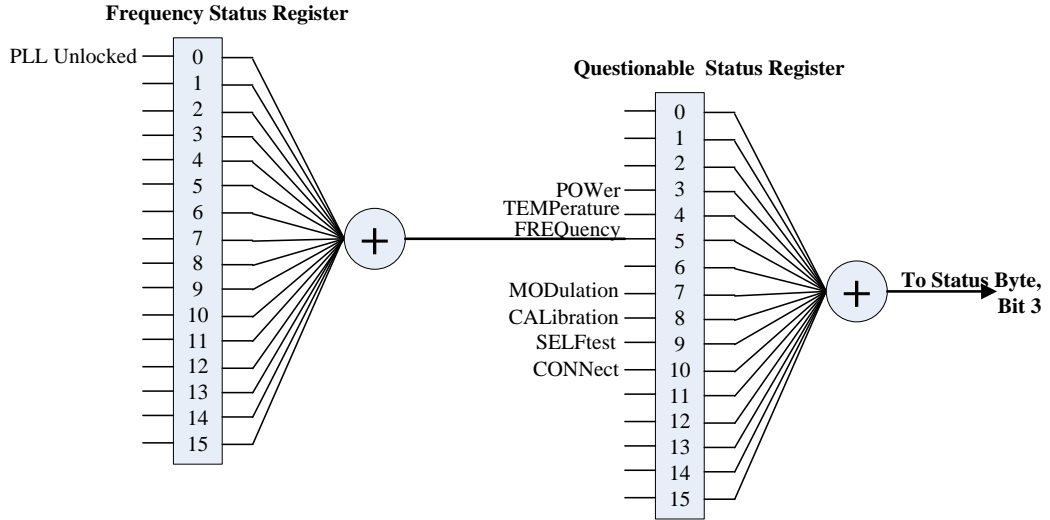 Frequency Status Register
PLL Unlocked
0
1
2
3
4
5
6
7
8
9
10
11
12
13
14
15
+
Questionable Status Register
POWer
TEMPerature
FREQuency
MODulation
CALibration
SELFtest
CONNect
0
1
2
3
4
5
6
7
8
9
10
11
12
13
14
15
+
To Status Byte,
Bit 3